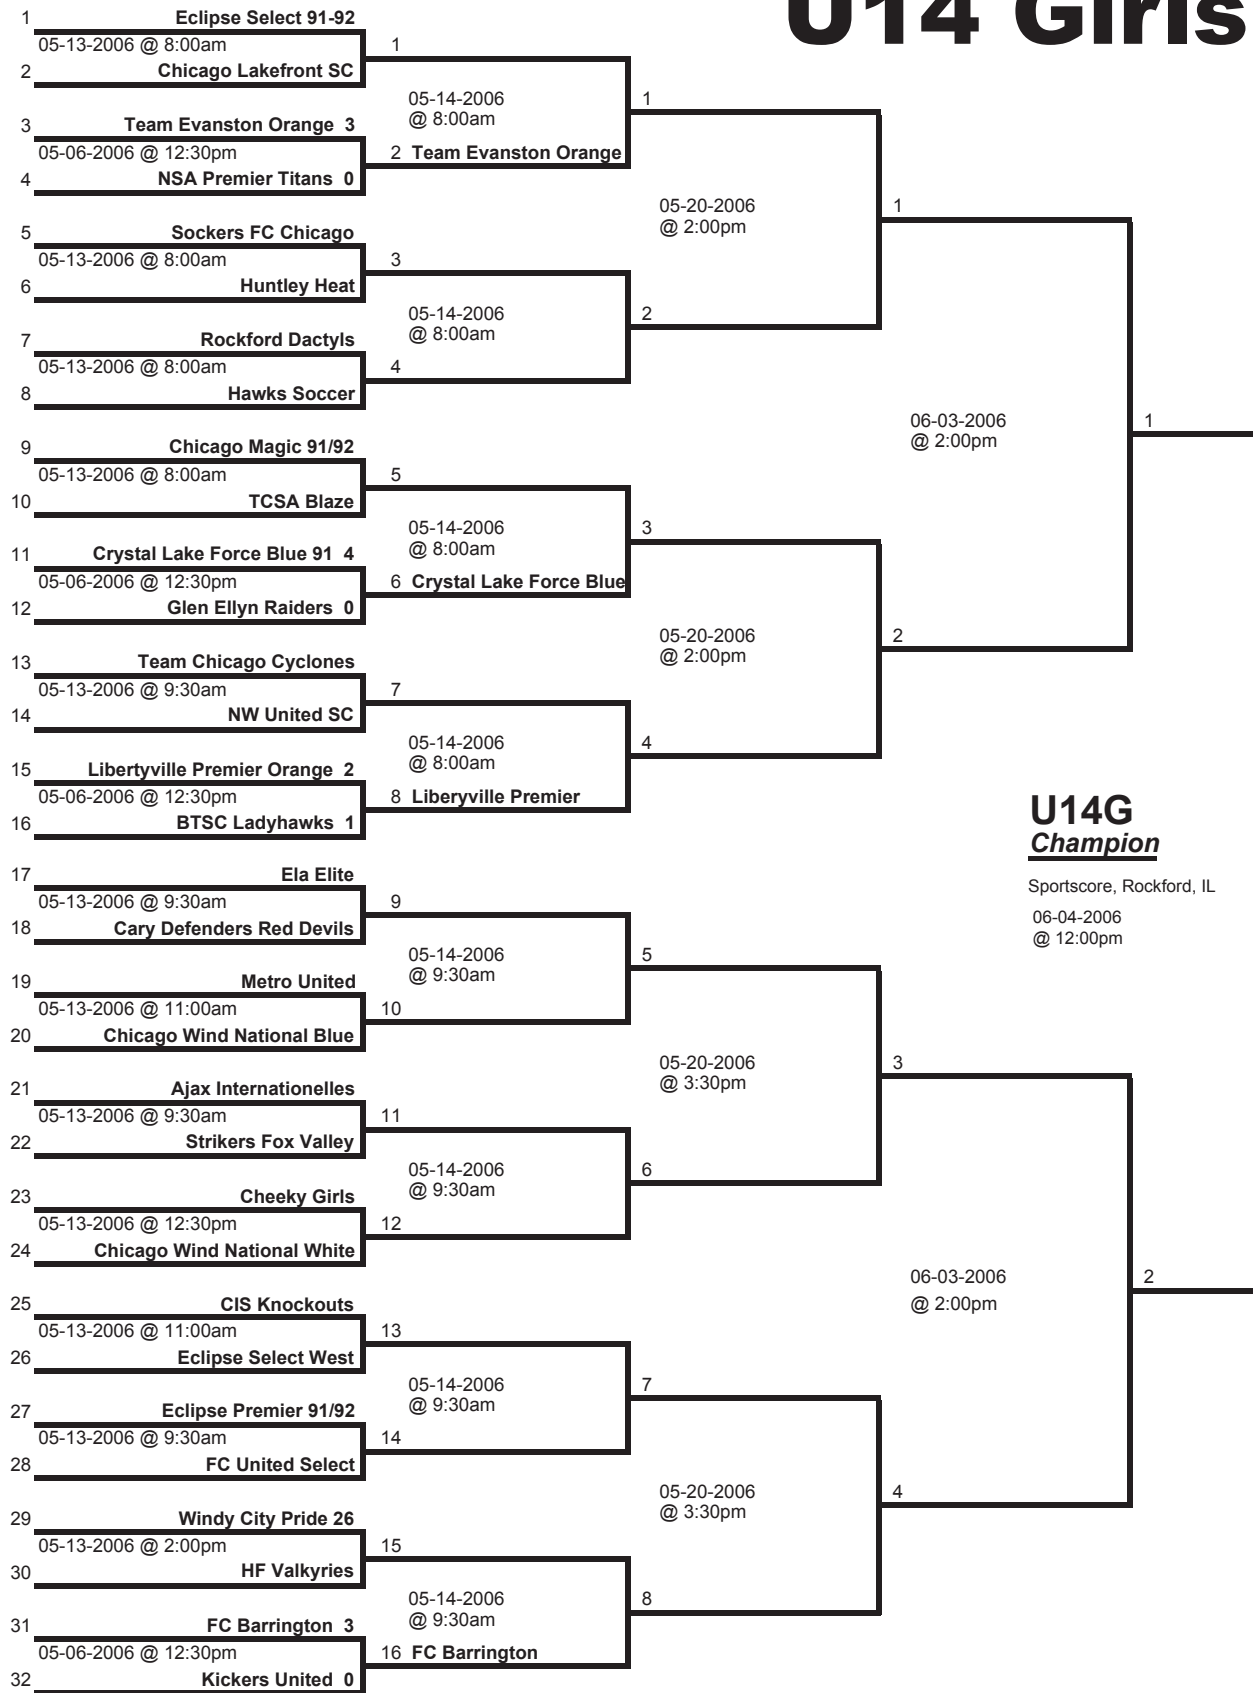 U14 Girls
1 Eclipse Select 91-92
05-13-2006 @ 8:00am
2 Chicago Lakefront SC
3 Team Evanston Orange 3
05-06-2006 @ 12:30pm
4 NSA Premier Titans 0
5 Sockers FC Chicago
05-13-2006 @ 8:00am
6 Huntley Heat
7 Rockford Dactyls
05-13-2006 @ 8:00am
8 Hawks Soccer
9 Chicago Magic 91/92
05-13-2006 @ 8:00am
10 TCSA Blaze
11 Crystal Lake Force Blue 91 4
05-06-2006 @ 12:30pm
12 Glen Ellyn Raiders 0
13 Team Chicago Cyclones
05-13-2006 @ 9:30am
14 NW United SC
15 Libertyville Premier Orange 2
05-06-2006 @ 12:30pm
16 BTSC Ladyhawks 1
17 Ela Elite
05-13-2006 @ 9:30am
18 Cary Defenders Red Devils
19 Metro United
05-13-2006 @ 11:00am
20 Chicago Wind National Blue
21 Ajax Internationelles
05-13-2006 @ 9:30am
22 Strikers Fox Valley
23 Cheeky Girls
05-13-2006 @ 12:30pm
24 Chicago Wind National White
25 CIS Knockouts
05-13-2006 @ 11:00am
26 Eclipse Select West
27 Eclipse Premier 91/92
05-13-2006 @ 9:30am
28 FC United Select
29 Windy City Pride 26
05-13-2006 @ 2:00pm
30 HF Valkyries
31 FC Barrington 3
05-06-2006 @ 12:30pm
32 Kickers United 0
1
05-14-2006
@ 8:00am
2 Team Evanston Orange
3
05-14-2006
@ 8:00am
4
5
05-14-2006
@ 8:00am
6 Crystal Lake Force Blue
7
05-14-2006
@ 8:00am
8 Liberyville Premier
9
05-14-2006
@ 9:30am
10
11
05-14-2006
@ 9:30am
12
13
05-14-2006
@ 9:30am
14
15
05-14-2006
@ 9:30am
16 FC Barrington
1
05-20-2006
@ 2:00pm
2
3
05-20-2006
@ 2:00pm
4
5
05-20-2006
@ 3:30pm
6
7
05-20-2006
@ 3:30pm
8
1
06-03-2006
@ 2:00pm
2
3
06-03-2006
@ 2:00pm
4
1
U14G
Champion
Sportscore, Rockford, IL
06-04-2006
@ 12:00pm
2